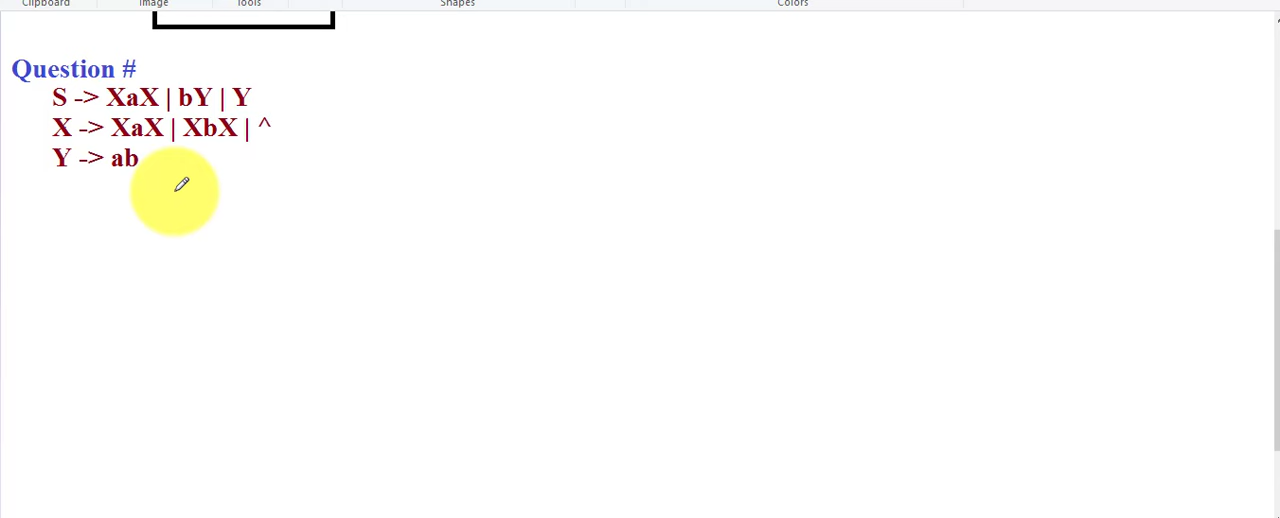 Clipboard Image Tools Shapes Colors
Question #
S -> XaX | bY | Y
X -> XaX | XbX | ^
Y -> ab